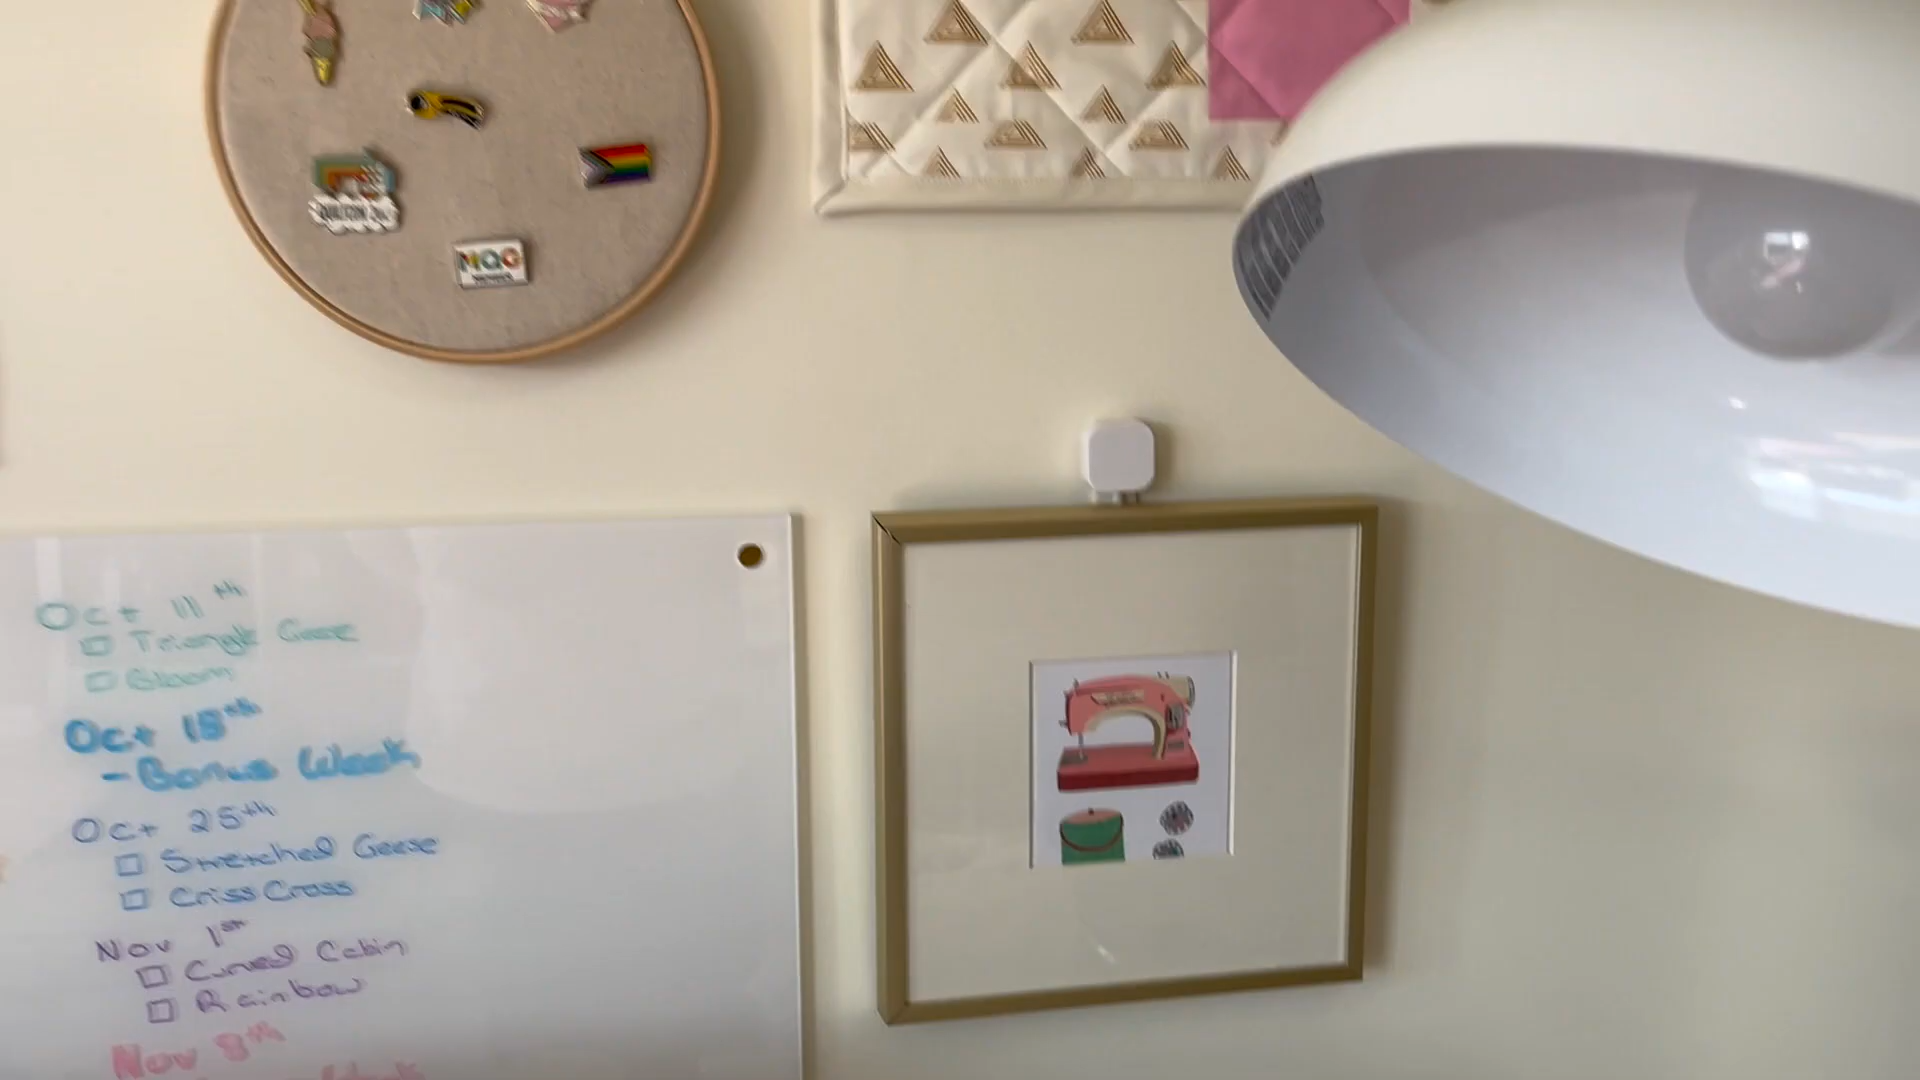 MQG
Oct 11th
□ Triangle Geese
□ Bloom
Oct 18th
- Bonus Week
Oct 25th
□ Stretched Geese
□ Criss Cross
Nov 1st
□ Curved Cabin
□ Rainbow
Nov 8th
Week